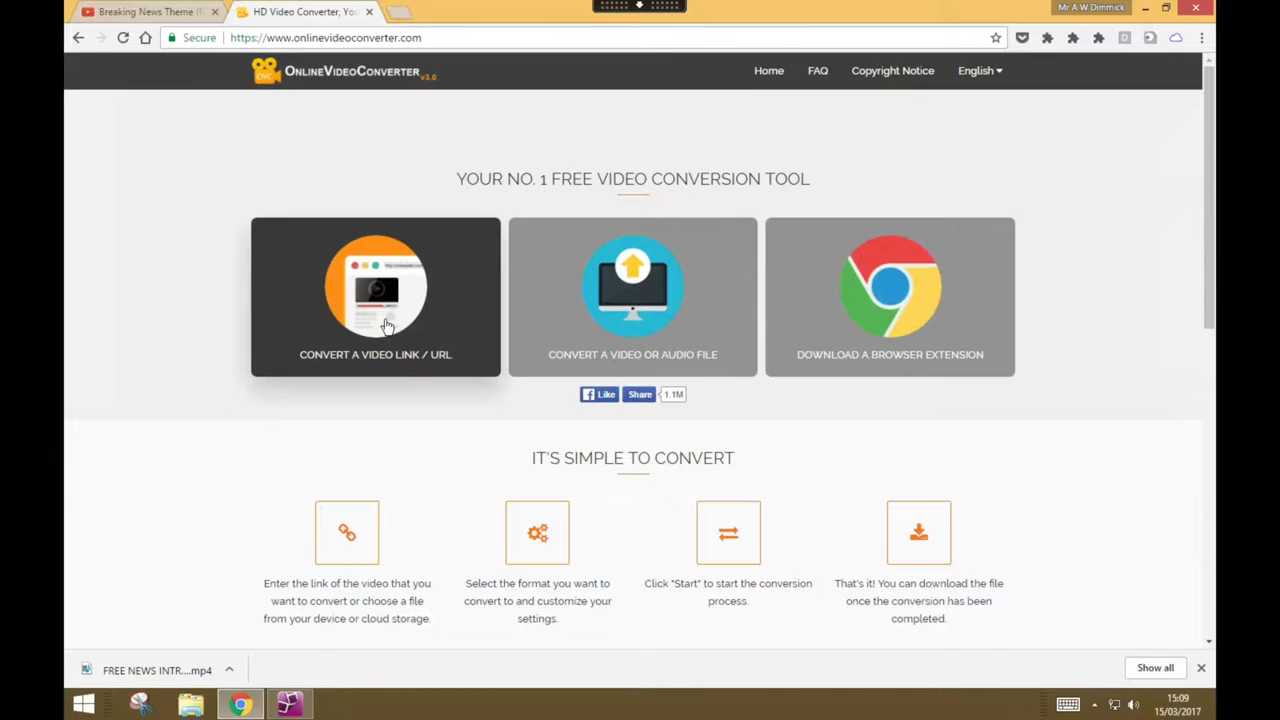 Breaking News Theme (
HD Video Converter, You
Mr A W Dimmick
Secure
https://www.onlinevideoconverter.com
OVC
ONLINEVIDEOCONVERTER v3.0
Home
FAQ
Copyright Notice
English
YOUR NO. 1 FREE VIDEO CONVERSION TOOL
CONVERT A VIDEO LINK / URL
CONVERT A VIDEO OR AUDIO FILE
DOWNLOAD A BROWSER EXTENSION
Like
Share
1.1M
IT'S SIMPLE TO CONVERT
Enter the link of the video that you
want to convert or choose a file
from your device or cloud storage.
Select the format you want to
convert to and customize your
settings.
Click "Start" to start the conversion
process.
That's it! You can download the file
once the conversion has been
completed.
FREE NEWS INTR....mp4
Show all
15:09
15/03/2017